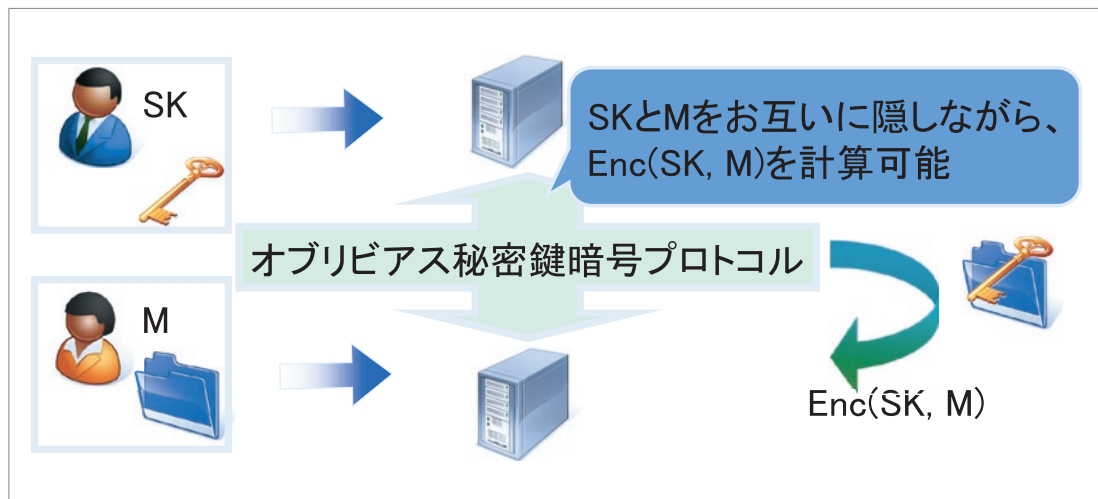 SK
SKとMをお互いに隠しながら、
Enc(SK, M)を計算可能
オブリビアス秘密鍵暗号プロトコル
M
Enc(SK, M)